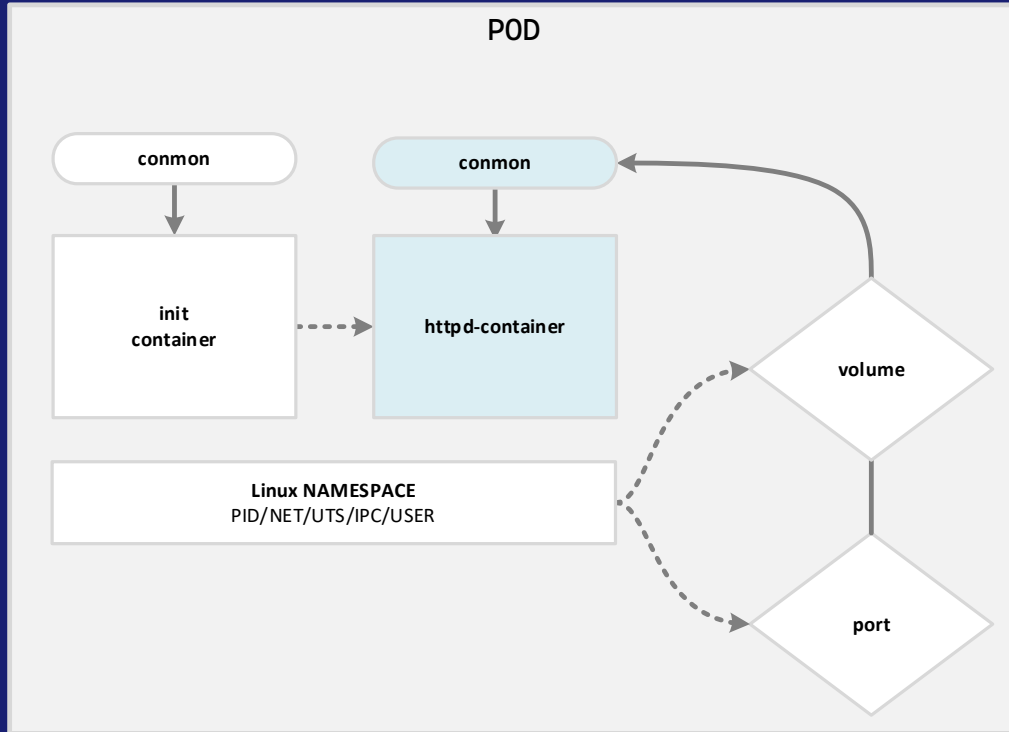 POD
conmon
conmon
init
container
httpd-container
volume
Linux NAMESPACE
PID/NET/UTS/IPC/USER
port